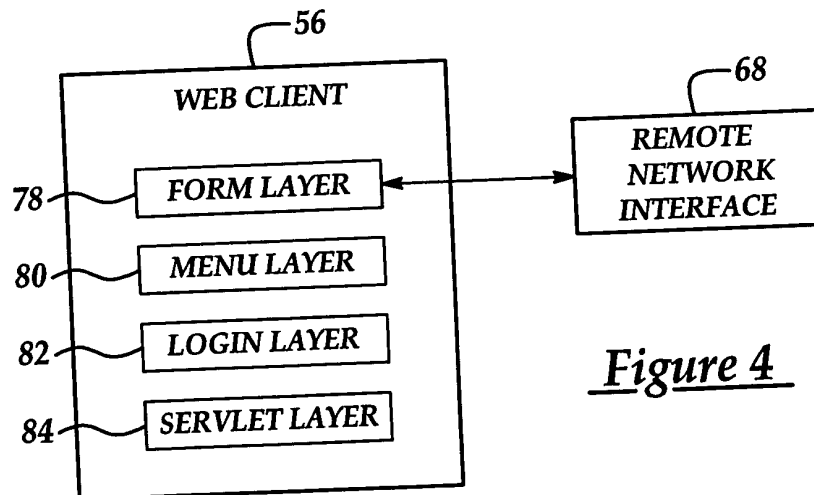 56
WEB CLIENT
68
REMOTE
NETWORK
INTERFACE
78
FORM LAYER
80
MENU LAYER
82
LOGIN LAYER
84
SERVLET LAYER
Figure 4